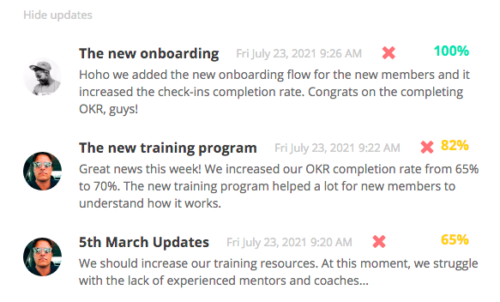 Hide updates
The new onboarding Fri July 23, 2021 9:26 AM 100%
Hoho we added the new onboarding flow for the new members and it
increased the check-ins completion rate. Congrats on the completing
OKR, guys!
The new training program Fri July 23, 2021 9:22 AM 82%
Great news this week! We increased our OKR completion rate from 65%
to 70%. The new training program helped a lot for new members to
understand how it works.
5th March Updates Fri July 23, 2021 9:20 AM 65%
We should increase our training resources. At this moment, we struggle
with the lack of experienced mentors and coaches...